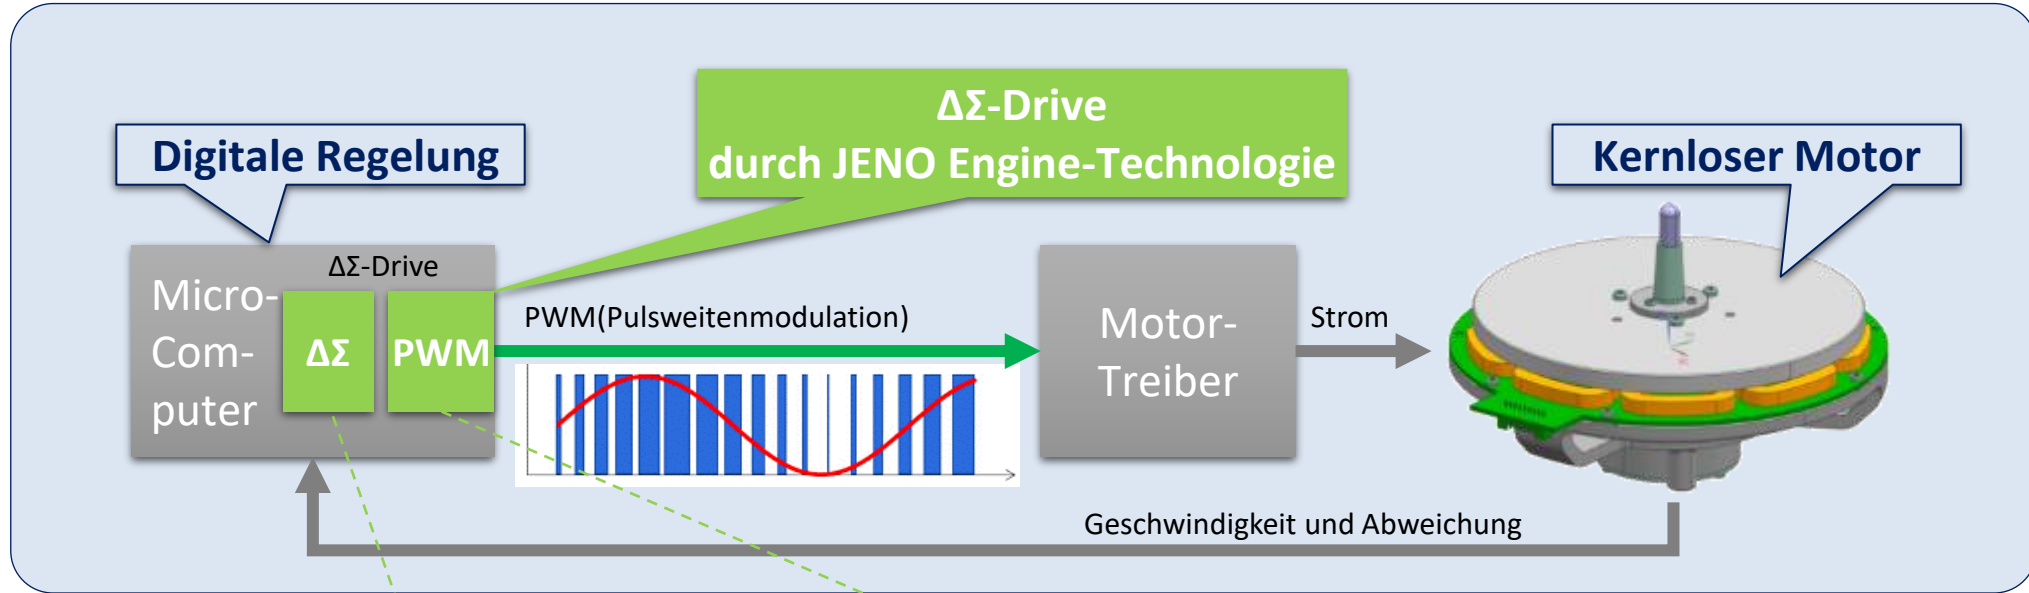 ΔΣ-Drive
durch JENO Engine-Technologie
Digitale Regelung
Kernloser Motor
ΔΣ-Drive
Micro-
Com-
puter
ΔΣ
PWM
PWM(Pulsweitenmodulation)
Motor-
Treiber
Strom
Geschwindigkeit und Abweichung